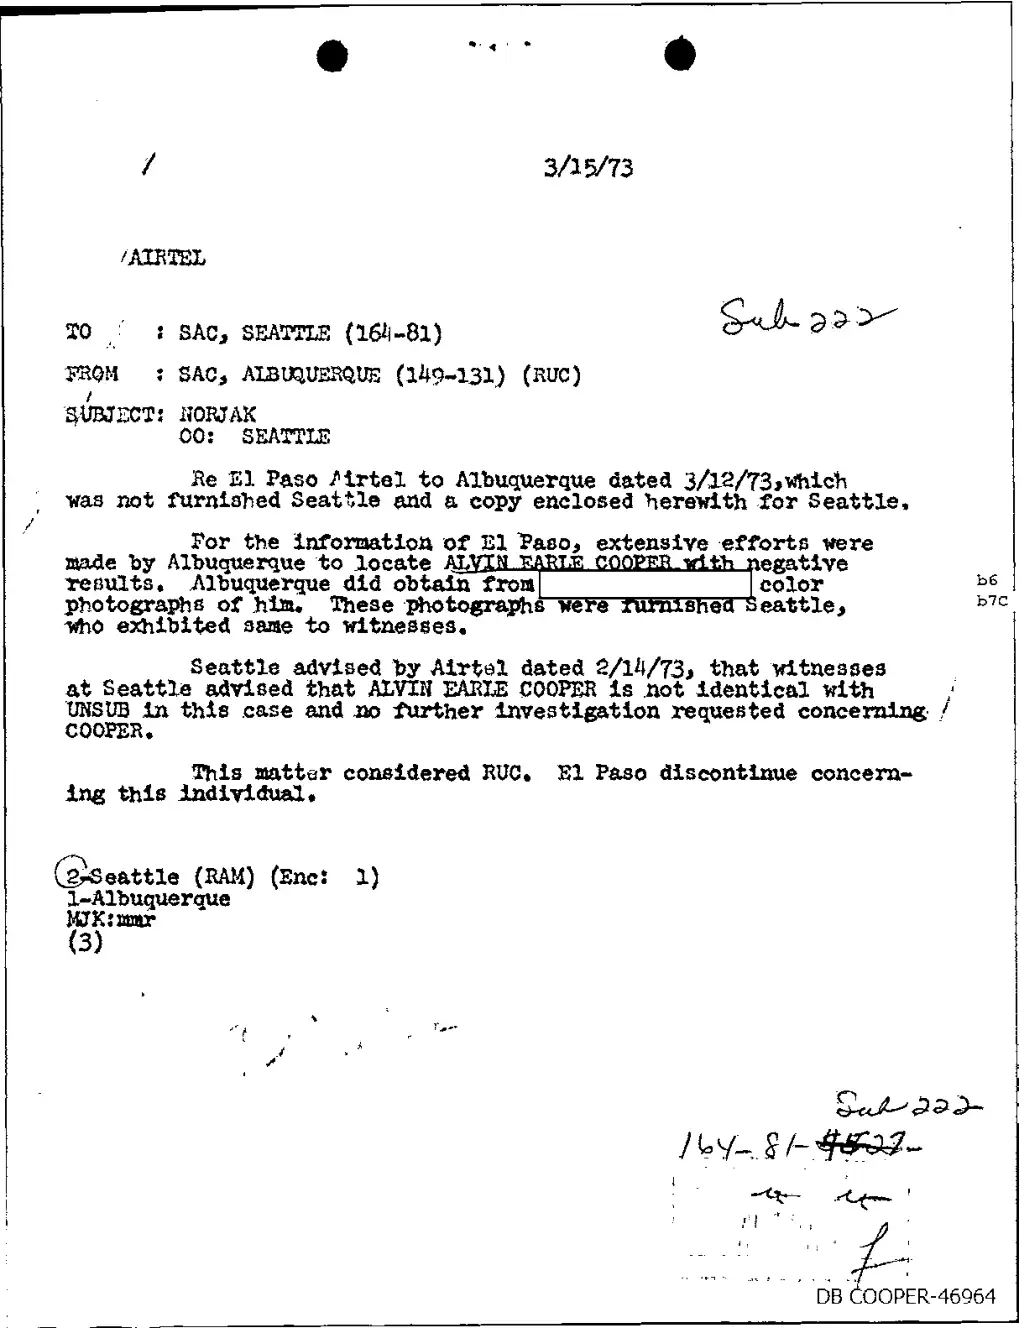 3/15/73
AIRTEL
TO : SAC, SEATTLE (164-81)
Sub 222
FROM : SAC, ALBUQUERQUE (149-131) (RUC)
SUBJECT: NORJAK
OO: SEATTLE
Re El Paso Airtel to Albuquerque dated 3/12/73, which
was not furnished Seattle and a copy enclosed herewith for Seattle.
For the information of El Paso, extensive efforts were
made by Albuquerque to locate ALVIN EARLE COOPER with negative
results. Albuquerque did obtain from color
b6
photographs of him. These photographs were furnished Seattle,
b7C
who exhibited same to witnesses.
Seattle advised by Airtel dated 2/14/73, that witnesses
at Seattle advised that ALVIN EARLE COOPER is not identical with
UNSUB in this case and no further investigation requested concerning
COOPER.
This matter considered RUC. El Paso discontinue concern-
ing this individual.
2-Seattle (RAM) (Enc: 1)
1-Albuquerque
MJK:mmr
(3)
Sub 222
164-81-
DB COOPER-46964